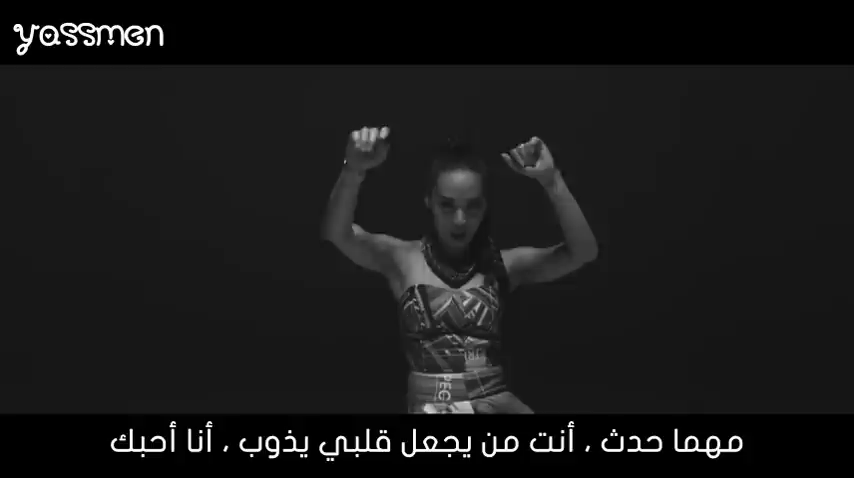 yassmen
مهما حدث ، أنت من يجعل قلبي يذوب ، أنا أحبك